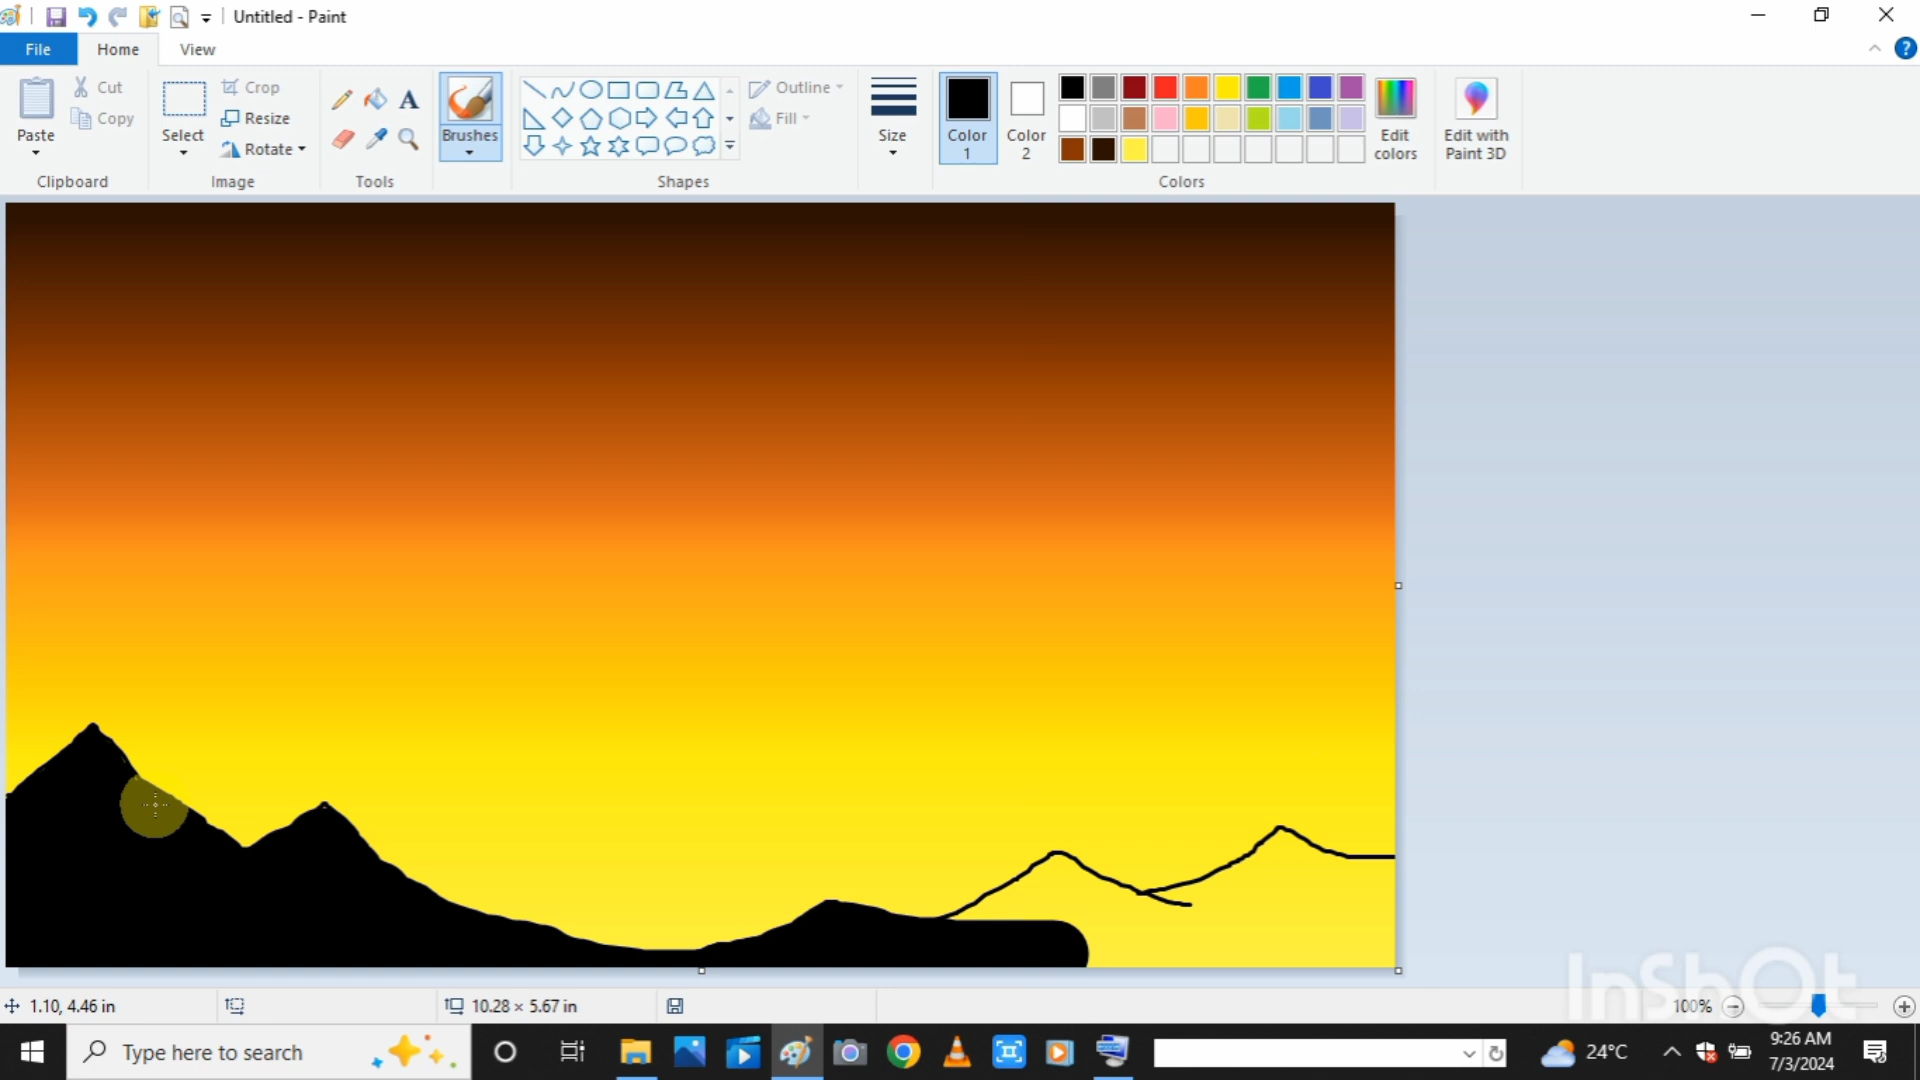 Untitled - Paint
File Home View
Paste
Cut
Copy
Clipboard
Select
Crop
Resize
Rotate
Image
A
Tools
Brushes
Shapes
Outline
Fill
Size
Color
1
Color
2
Edit
colors
Colors
Edit with
Paint 3D
InShOt
1.10, 4.46 in
10.28 × 5.67 in
100%
Type here to search
24°C
9:26 AM
7/3/2024